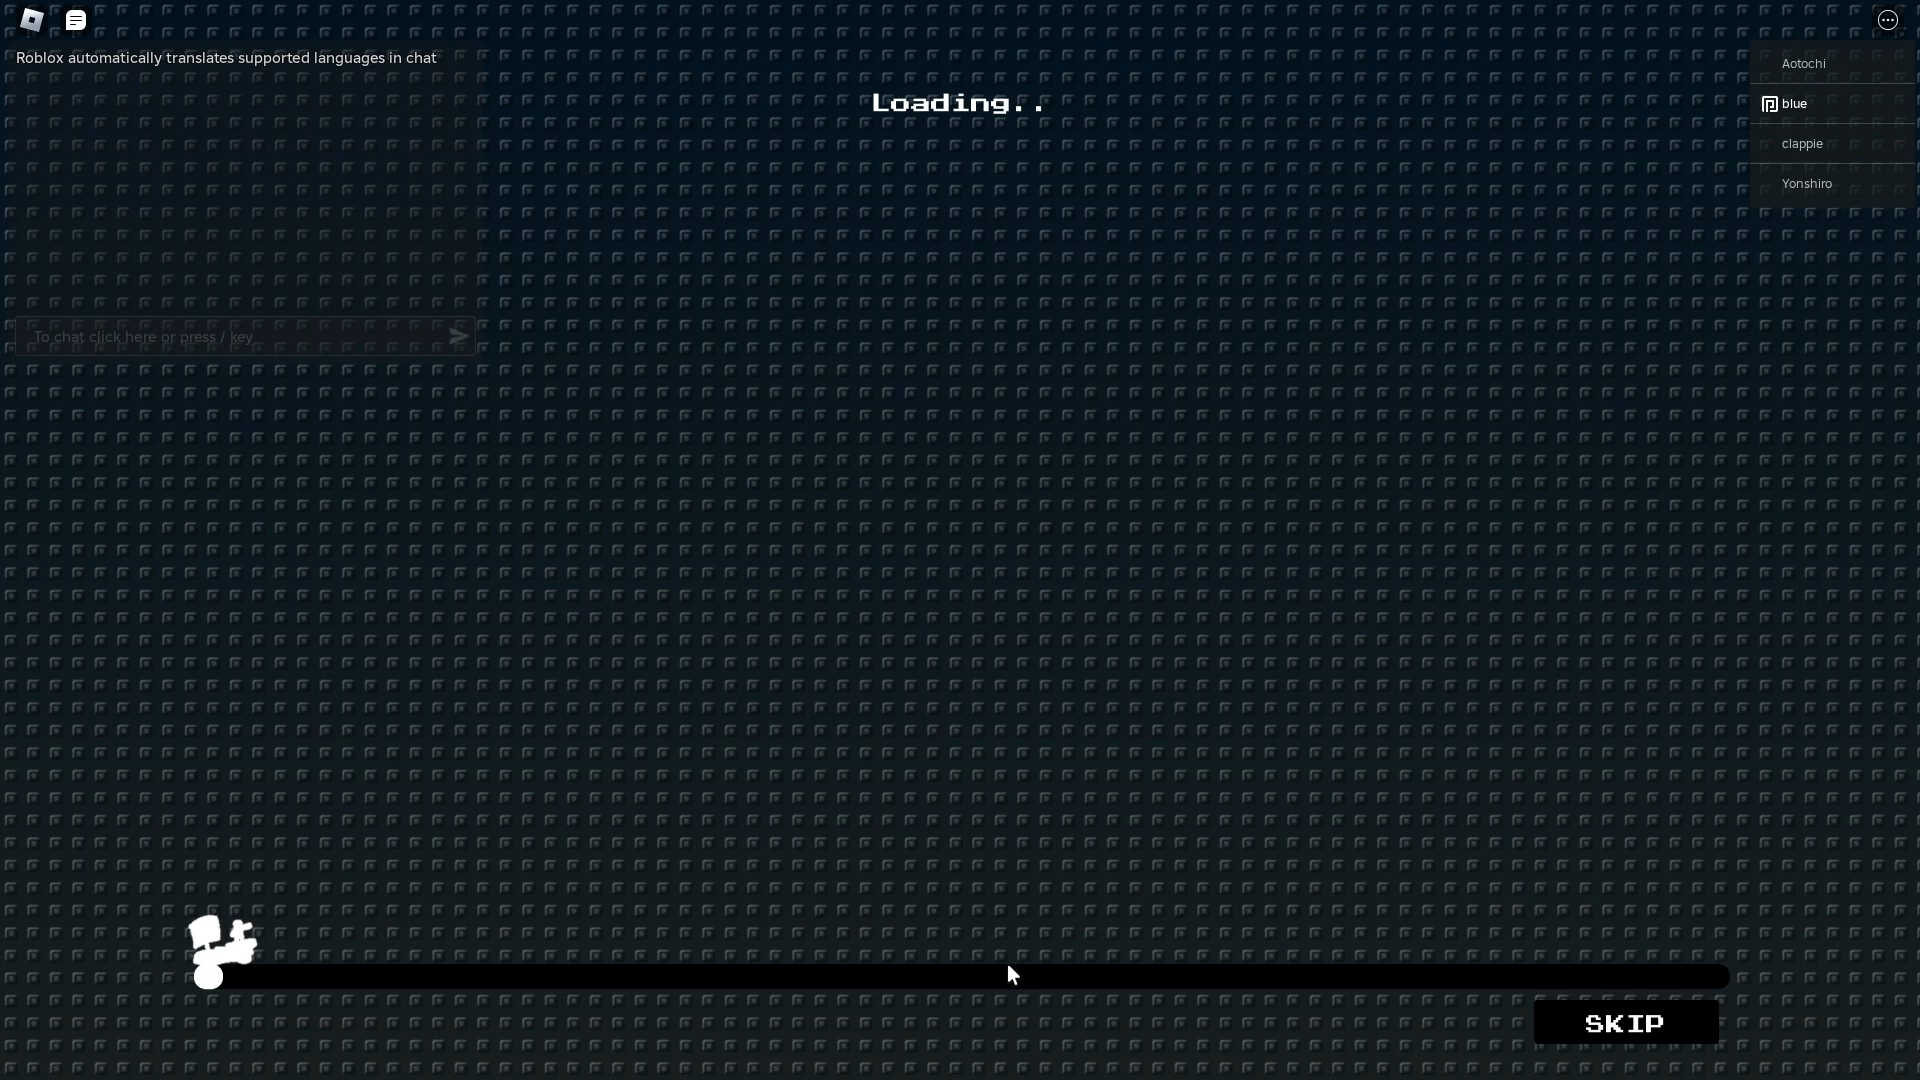 Roblox automatically translates supported languages in chat
Loading..
Aotochi
blue
clappie
Yonshiro
To chat click here or press / key
SKIP